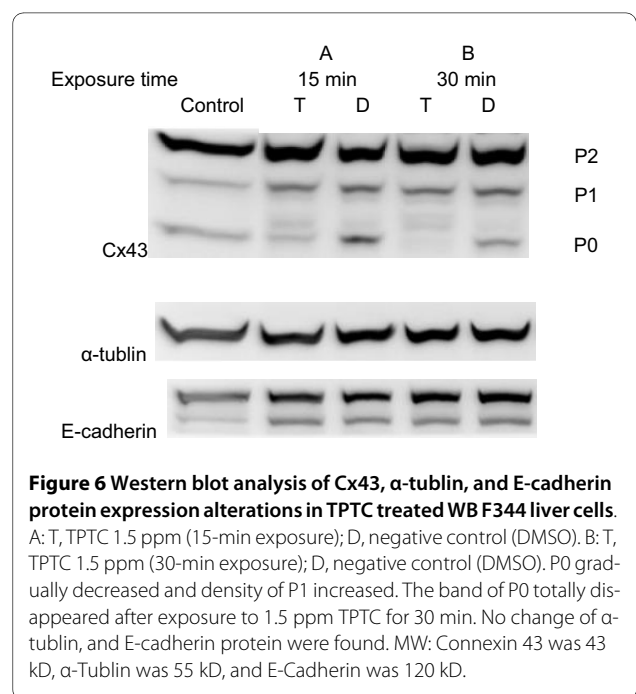 A B
Exposure time 15 min 30 min
Control T D T D
P2
P1
Cx43 P0
α-tublin
E-cadherin
Figure 6 Western blot analysis of Cx43, α-tublin, and E-cadherin
protein expression alterations in TPTC treated WB F344 liver cells.
A: T, TPTC 1.5 ppm (15-min exposure); D, negative control (DMSO). B: T,
TPTC 1.5 ppm (30-min exposure); D, negative control (DMSO). P0 grad-
ually decreased and density of P1 increased. The band of P0 totally dis-
appeared after exposure to 1.5 ppm TPTC for 30 min. No change of α-
tublin, and E-cadherin protein were found. MW: Connexin 43 was 43
kD, α-Tublin was 55 kD, and E-Cadherin was 120 kD.